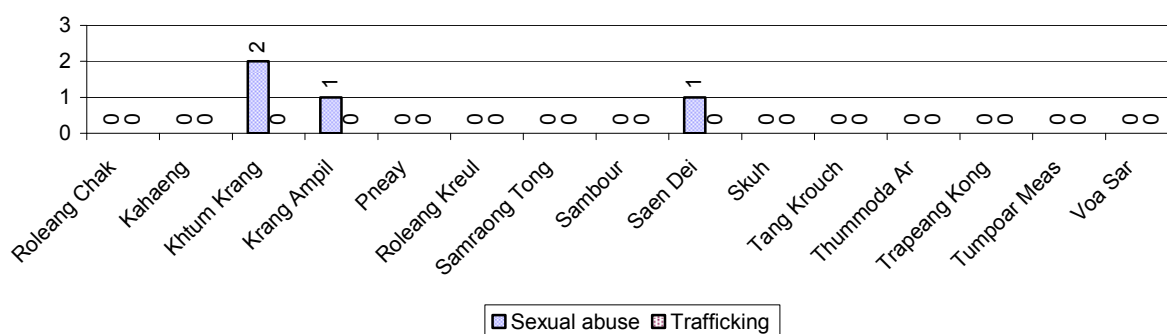 3
2
1
0
0 0 0 0 2 0 1 0 0 0 0 0 0 0 0 0 1 0 0 0 0 0 0 0 0 0 0 0 0 0
Roleang Chak
Kahaeng
Khtum Krang
Krang Ampil
Pneay
Roleang Kreul
Samraong Tong
Sambour
Saen Dei
Skuh
Tang Krouch
Thummoda Ar
Trapeang Kong
Tumpoar Meas
Voa Sar
Sexual abuse Trafficking